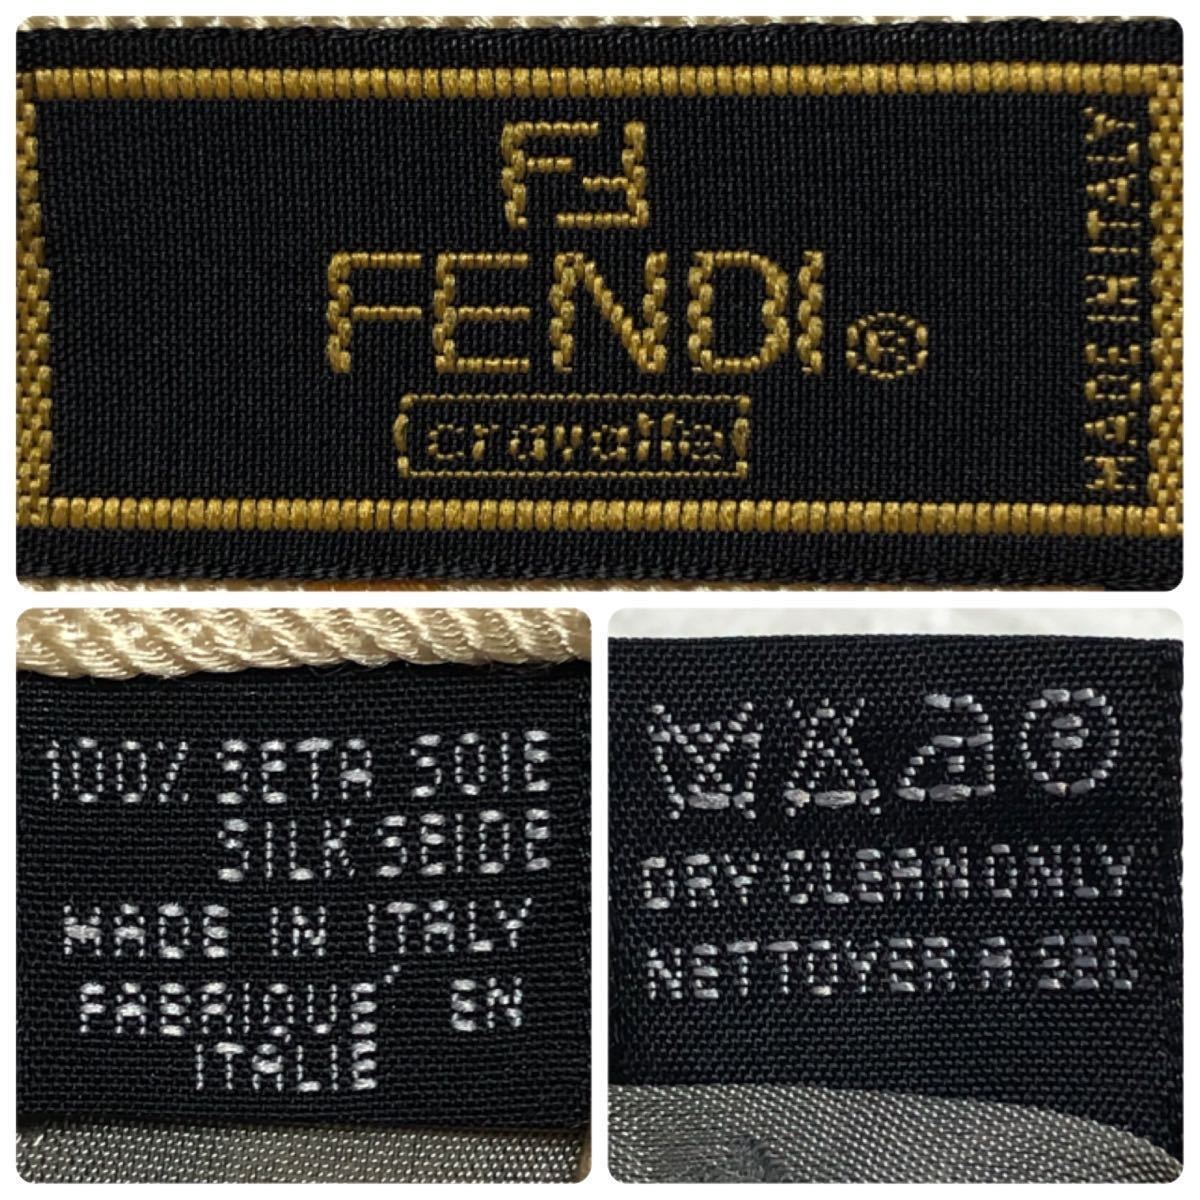 FF
FENDI®
cravatte
MADE IN ITALY
100% SETA SOIE
SILK SEIDE
MADE IN ITALY
FABRIQUE' EN
ITALIE
a P
DRY CLEAN ONLY
NETTOYER A SEC